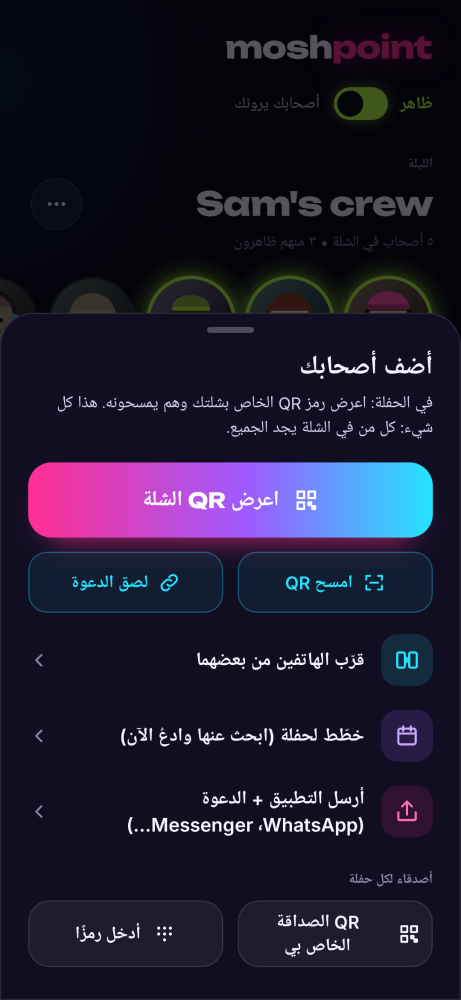 moshpoint
ظاهر
أصحابك يرونك
الليلة
Sam's crew
٥ أصحاب في الشلة • ٣ منهم ظاهرون
أضف أصحابك
في الحفلة: اعرض رمز QR الخاص بشلتك وهم يمسحونه. هذا كل
شيء: كل من في الشلة يجد الجميع.
اعرض QR الشلة
امسح QR
لصق الدعوة
قرّب الهاتفين من بعضهما
خطّط لحفلة (ابحث عنها وادعُ الآن)
أرسل التطبيق + الدعوة
(WhatsApp، Messenger…)
أصدقاء لكل حفلة
QR الصداقة
الخاص بي
أدخل رمزًا